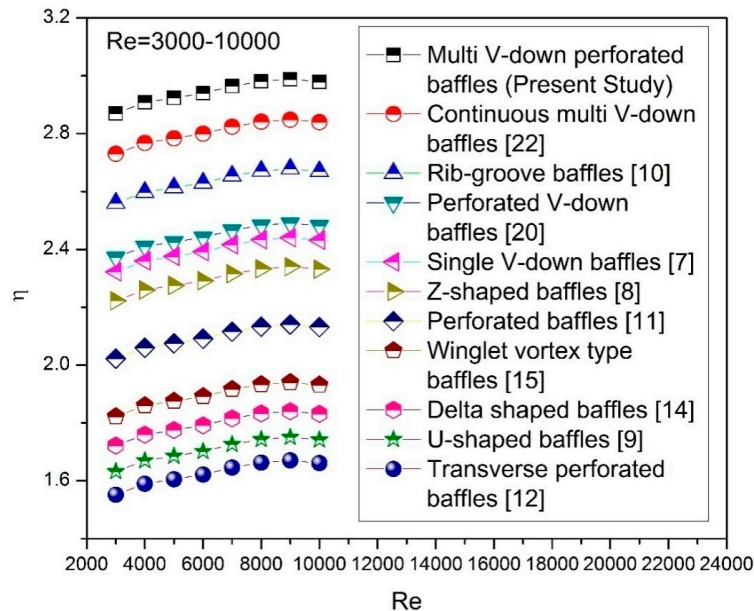 Re=3000-10000
3.2
2.8
2.4
2.0
1.6
η
2000 4000 6000 8000 10000 12000 14000 16000 18000 20000 22000 24000
Re
Multi V-down perforated
baffles (Present Study)
Continuous multi V-down
baffles [22]
Rib-groove baffles [10]
Perforated V-down
baffles [20]
Single V-down baffles [7]
Z-shaped baffles [8]
Perforated baffles [11]
Winglet vortex type
baffles [15]
Delta shaped baffles [14]
U-shaped baffles [9]
Transverse perforated
baffles [12]